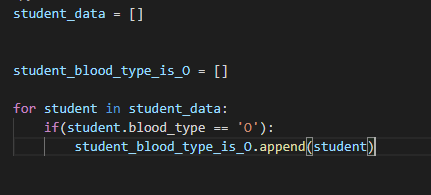 student_data = []
student_blood_type_is_O = []
for student in student_data:
    if(student.blood_type == 'O'):
        student_blood_type_is_O.append(student)